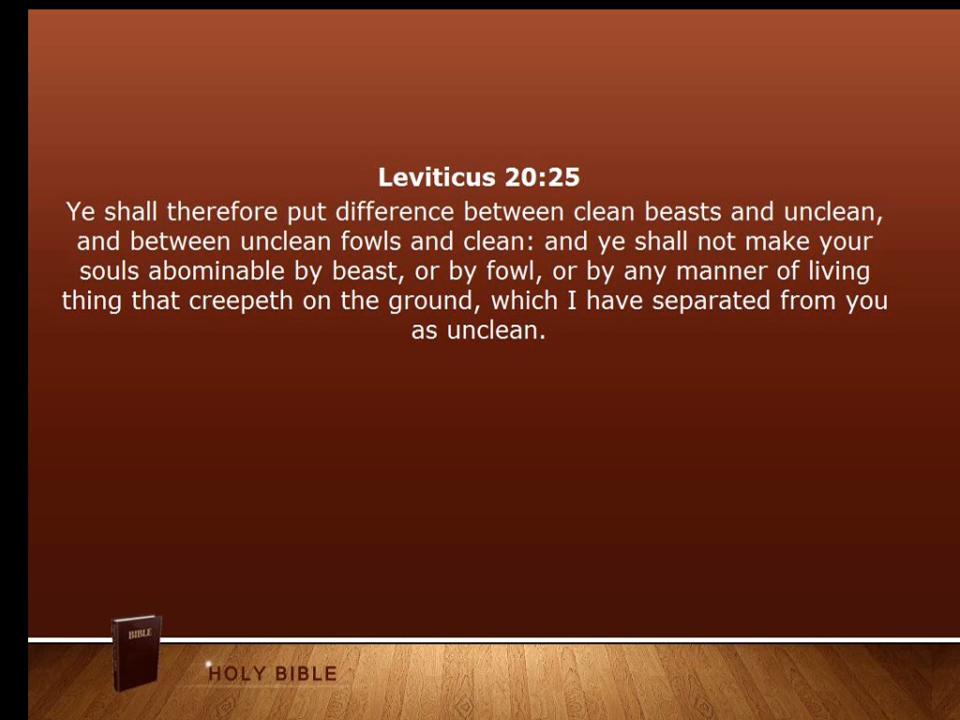 Leviticus 20:25
Ye shall therefore put difference between clean beasts and unclean,
and between unclean fowls and clean: and ye shall not make your
souls abominable by beast, or by fowl, or by any manner of living
thing that creepeth on the ground, which I have separated from you
as unclean.
BIBLE
HOLY BIBLE